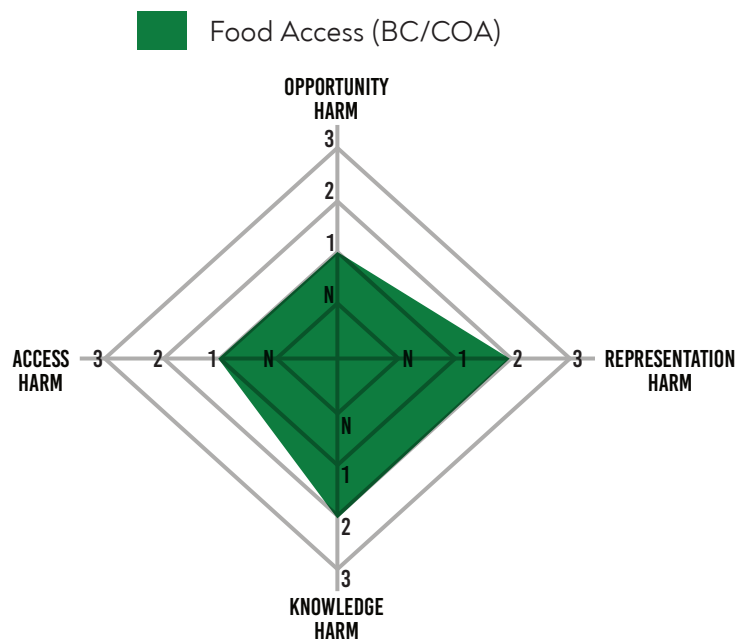 Food Access (BC/COA)
OPPORTUNITY
HARM
3
2
1
N
ACCESS
HARM
3 2 1 N N 1 2 3
REPRESENTATION
HARM
N
1
2
3
KNOWLEDGE
HARM